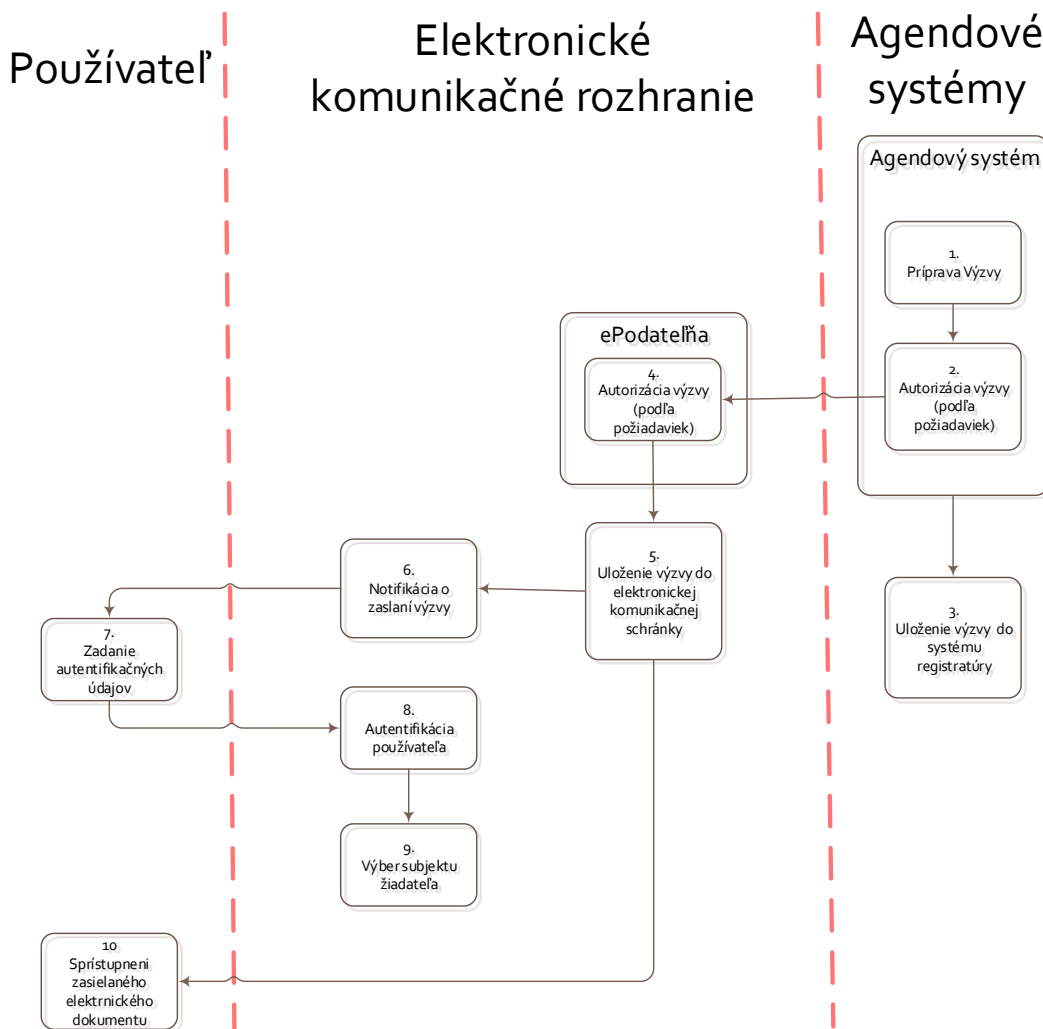 Používateľ
Elektronické
komunikačné rozhranie
Agendové
systémy
Agendový systém
1.
Príprava Výzvy
2.
Autorizácia výzvy
(podľa
požiadaviek)
ePodateľňa
4.
Autorizácia výzvy
(podľa
požiadaviek)
3.
Uloženie výzvy do
systému
registratúry
5.
Uloženie výzvy do
elektronickej
komunikačnej
schránky
6.
Notifikácia o
zaslaní výzvy
7.
Zadanie
autentifikačných
údajov
8.
Autentifikácia
používateľa
9.
Výber subjektu
žiadateľa
10
Sprístupneni
zasielaného
elektrnického
dokumentu